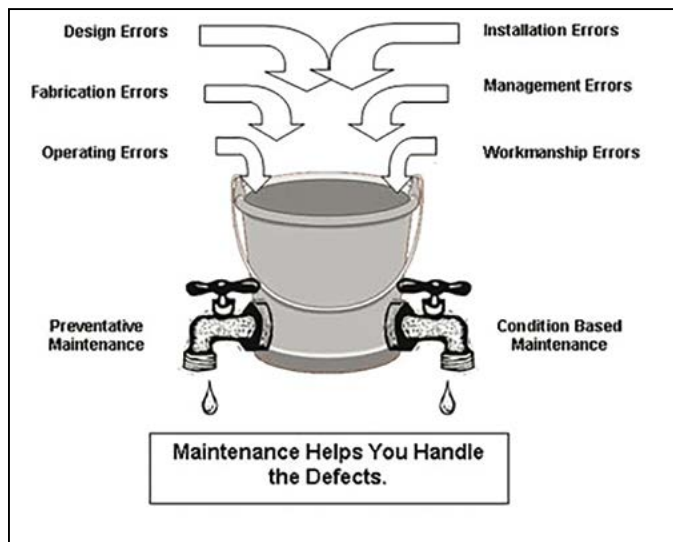 Design Errors
Installation Errors
Fabrication Errors
Management Errors
Operating Errors
Workmanship Errors
Preventative
Maintenance
Condition Based
Maintenance
Maintenance Helps You Handle
the Defects.